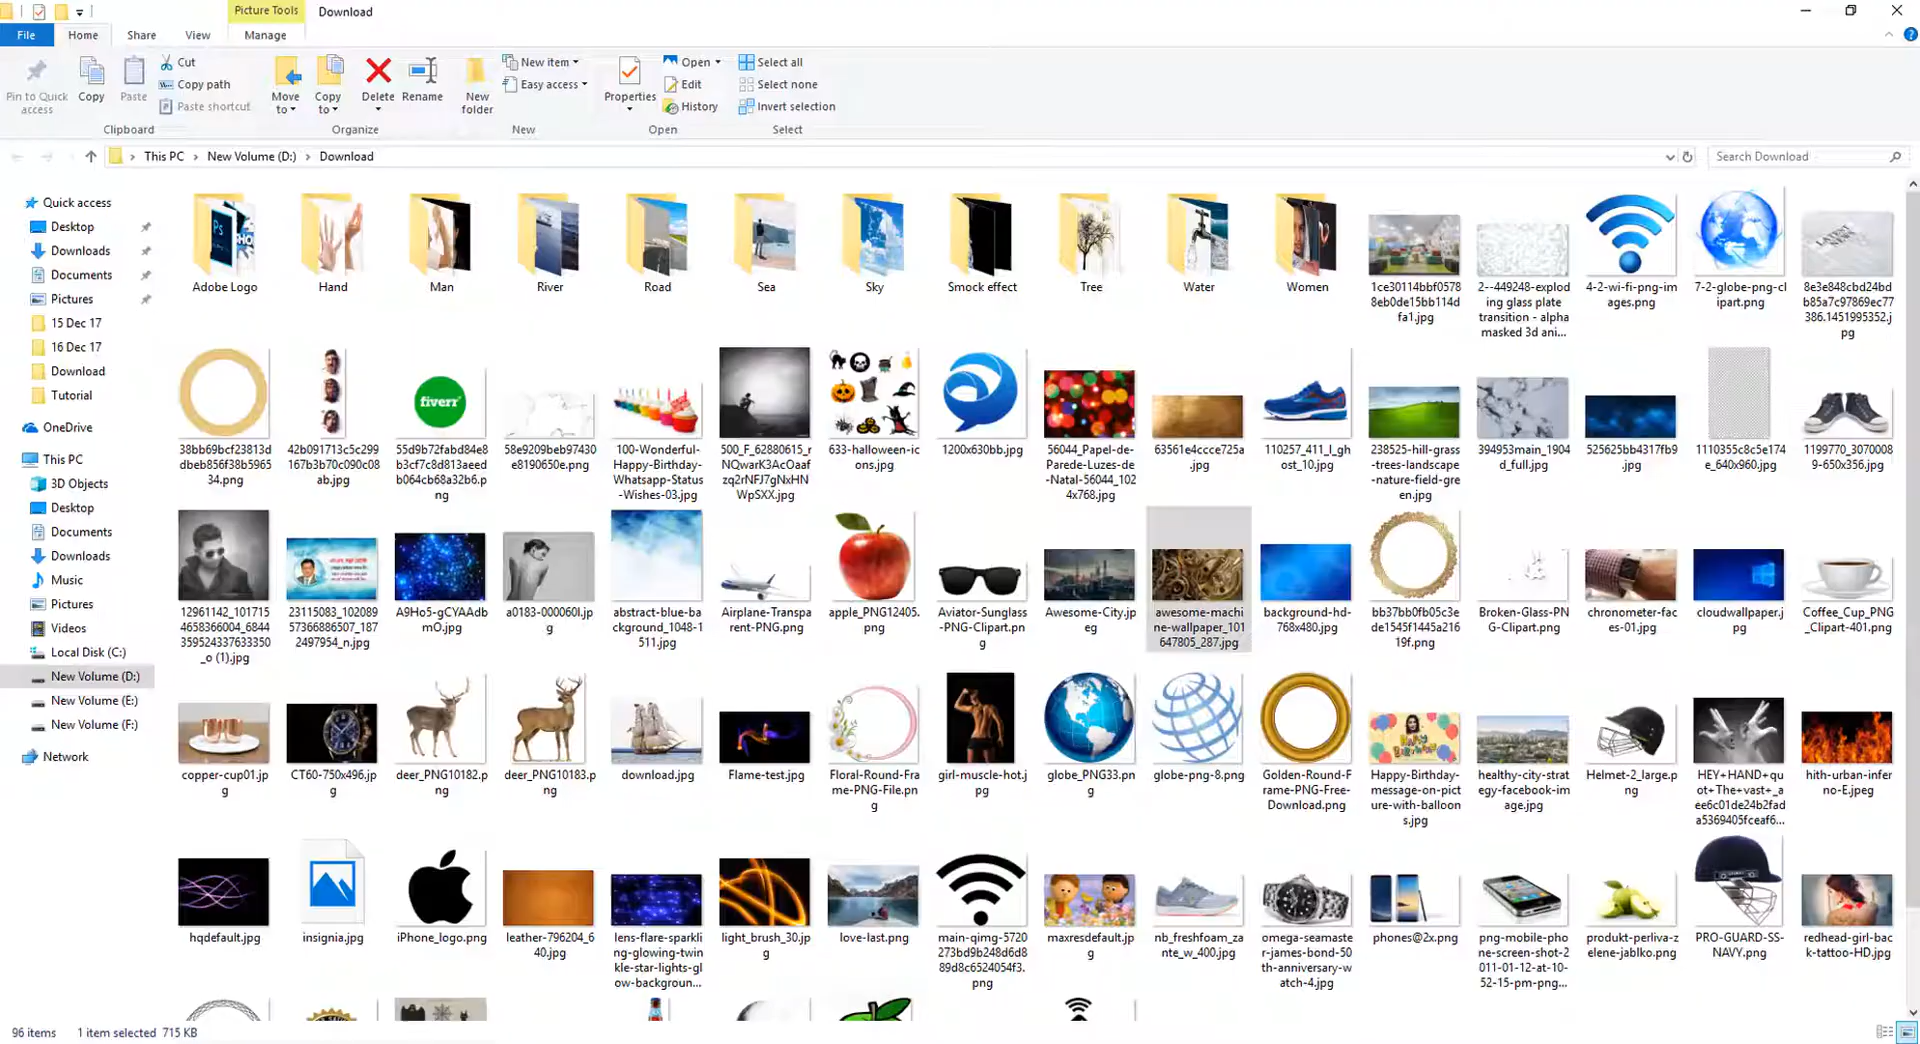 Picture Tools
Download
File
Home
Share
View
Manage
Pin to Quick
access
Copy
Paste
Cut
Copy path
Paste shortcut
Clipboard
Move
to
Copy
to
Delete
Rename
Organize
New
folder
New item
Easy access
New
Properties
Open
Edit
History
Open
Select all
Select none
Invert selection
Select
This PC
New Volume (D:)
Download
Search Download
Quick access
Desktop
Downloads
Documents
Pictures
15 Dec 17
16 Dec 17
Download
Tutorial
OneDrive
This PC
3D Objects
Desktop
Documents
Downloads
Music
Pictures
Videos
Local Disk (C:)
New Volume (D:)
New Volume (E:)
New Volume (F:)
Network
Adobe Logo
Hand
Man
River
Road
Sea
Sky
Smock effect
Tree
Water
Women
1ce30114bbf0578
8eb0de15bb114d
fa1.jpg
2--449248-explod
ing glass plate
transition - alpha
masked 3d ani...
4-2-wi-fi-png-im
ages.png
7-2-globe-png-cl
ipart.png
8e3e848cbd24bd
b85a7c97869ec77
386.1451995352.j
pg
38bb69bcf23813d
dbeb856f38b5965
34.png
42b091713c5c299
167b3b70c090c08
ab.jpg
fiverr
55d9b72fabd84e8
b3cf7c8d813aeed
b064cb68a32b6.p
ng
58e9209beb97430
e8190650e.png
100-Wonderful-
Happy-Birthday-
Whatsapp-Status
-Wishes-03.jpg
500_F_62880615_r
NQwarK3AcOaaf
zq2rNFJ7gNxHN
WpSXX.jpg
633-halloween-ic
ons.jpg
1200x630bb.jpg
56044_Papel-de-
Parede-Luzes-de
-Natal-56044_102
4x768.jpg
63561e4ccce725a
.jpg
110257_411_l_gh
ost_10.jpg
238525-hill-grass
-trees-landscape
-nature-field-gre
en.jpg
394953main_1904
d_full.jpg
525625bb4317fb9
.jpg
1110355c8c5e174
e_640x960.jpg
1199770_3070008
9-650x356.jpg
12961142_101715
4658366004_6844
359524337633350
_o (1).jpg
23115083_102089
57366886507_187
2497954_n.jpg
A9Ho5-gCYAAdb
mO.jpg
a0183-000060l.jp
g
abstract-blue-ba
ckground_1048-1
511.jpg
Airplane-Transpa
rent-PNG.png
apple_PNG12405.
png
Aviator-Sunglass
-PNG-Clipart.pn
g
Awesome-City.jp
eg
awesome-machi
ne-wallpaper_101
647805_287.jpg
background-hd-
768x480.jpg
bb37bb0fb05c3e
de1545f1445a216
19f.png
Broken-Glass-PN
G-Clipart.png
chronometer-fac
es-01.jpg
cloudwallpaper.j
pg
Coffee_Cup_PNG
_Clipart-401.png
copper-cup01.jp
g
CT60-750x496.jp
g
deer_PNG10182.p
ng
deer_PNG10183.p
ng
download.jpg
Flame-test.jpg
Floral-Round-Fra
me-PNG-File.pn
g
girl-muscle-hot.j
pg
globe_PNG33.pn
g
globe-png-8.png
Golden-Round-F
rame-PNG-Free-
Download.png
Happy-Birthday-
message-on-pict
ure-with-balloon
s.jpg
healthy-city-strat
egy-facebook-im
age.jpg
Helmet-2_large.p
ng
HEY+HAND+qu
ot+The+vast+_a
ee6c01de24b2fad
a5369405fceaf6...
hith-urban-infer
no-E.jpeg
hqdefault.jpg
insignia.jpg
iPhone_logo.png
leather-796204_6
40.jpg
lens-flare-sparkli
ng-glowing-twin
kle-star-lights-gl
ow-backgroun...
light_brush_30.jp
g
love-last.png
main-qimg-5720
273bd9b248d6d8
89d8c6524054f3.
png
maxresdefault.jp
g
nb_freshfoam_za
nte_w_400.jpg
omega-seamaste
r-james-bond-50
th-anniversary-w
atch-4.jpg
phones@2x.png
png-mobile-pho
ne-screen-shot-2
011-01-12-at-10-
52-15-pm-png...
produkt-perliva-z
elene-jablko.png
PRO-GUARD-SS-
NAVY.png
redhead-girl-bac
k-tattoo-HD.jpg
96 items
1 item selected 715 KB